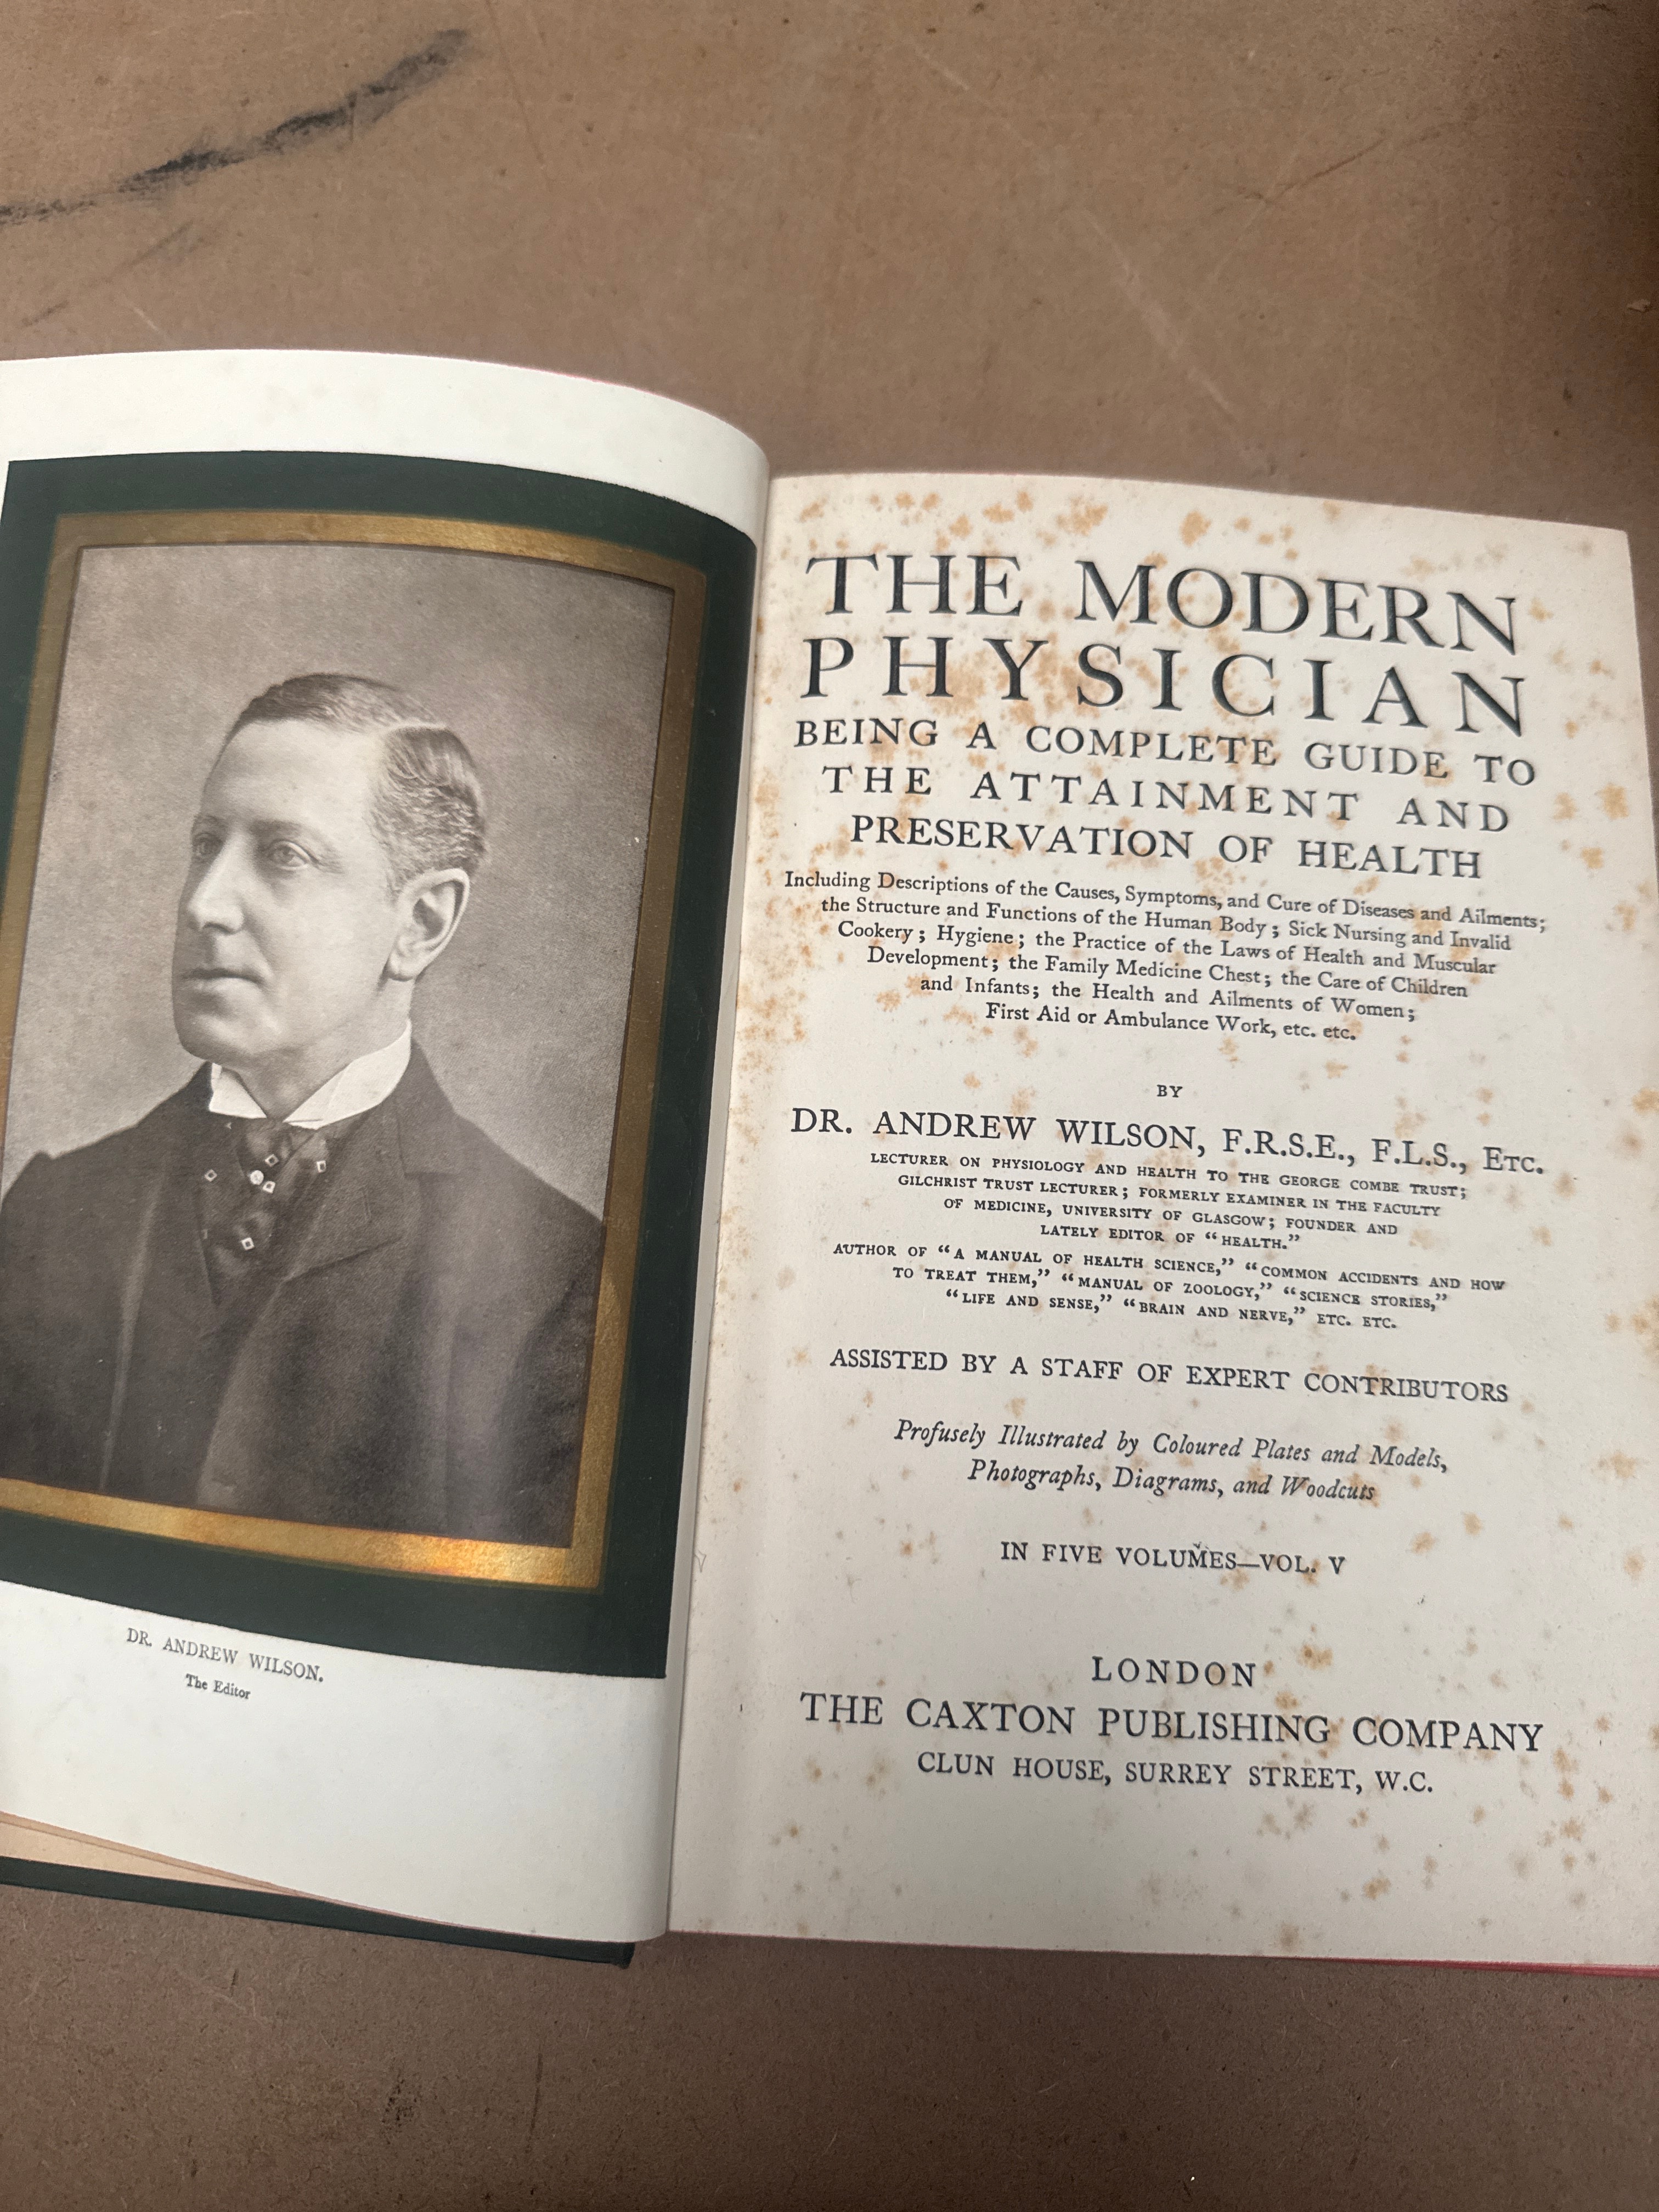 DR. ANDREW WILSON.
The Editor
THE MODERN
PHYSICIAN
BEING A COMPLETE GUIDE TO
THE ATTAINMENT AND
PRESERVATION OF HEALTH
Including Descriptions of the Causes, Symptoms, and Cure of Diseases and Ailments;
the Structure and Functions of the Human Body; Sick Nursing and Invalid
Cookery; Hygiene; the Practice of the Laws of Health and Muscular
Development; the Family Medicine Chest; the Care of Children
and Infants; the Health and Ailments of Women;
First Aid or Ambulance Work, etc. etc.
BY
DR. ANDREW WILSON, F.R.S.E., F.L.S., ETC.
LECTURER ON PHYSIOLOGY AND HEALTH TO THE GEORGE COMBE TRUST;
GILCHRIST TRUST LECTURER; FORMERLY EXAMINER IN THE FACULTY
OF MEDICINE, UNIVERSITY OF GLASGOW; FOUNDER AND
LATELY EDITOR OF "HEALTH."
AUTHOR OF "A MANUAL OF HEALTH SCIENCE," "COMMON ACCIDENTS AND HOW
TO TREAT THEM," "MANUAL OF ZOOLOGY," "SCIENCE STORIES,"
"LIFE AND SENSE," "BRAIN AND NERVE," ETC. ETC.
ASSISTED BY A STAFF OF EXPERT CONTRIBUTORS
Profusely Illustrated by Coloured Plates and Models,
Photographs, Diagrams, and Woodcuts
IN FIVE VOLUMES—VOL. V
LONDON
THE CAXTON PUBLISHING COMPANY
CLUN HOUSE, SURREY STREET, W.C.